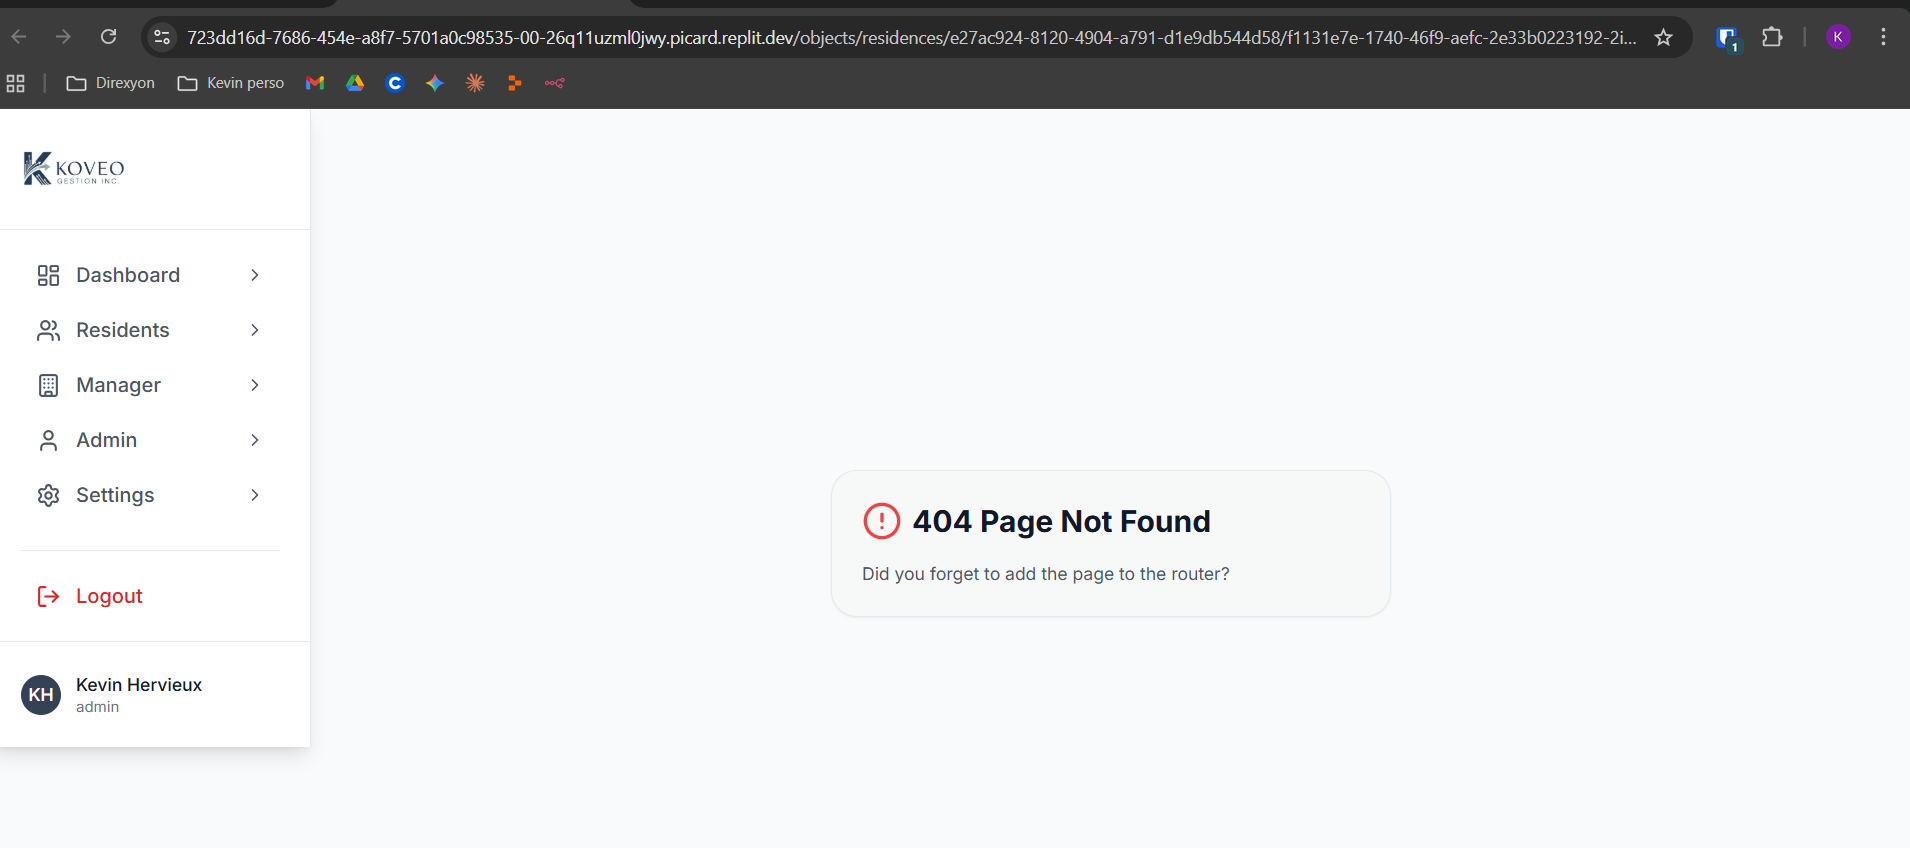 723dd16d-7686-454e-a8f7-5701a0c98535-00-26q11uzml0jwy.picard.replit.dev/objects/residences/e27ac924-8120-4904-a791-d1e9db544d58/f1131e7e-1740-46f9-aefc-2e33b0223192-2i...
1
K
Direxyon
Kevin perso
KOVEO
GESTION INC.
Dashboard
Residents
Manager
Admin
Settings
Logout
KH
Kevin Hervieux
admin
404 Page Not Found
Did you forget to add the page to the router?